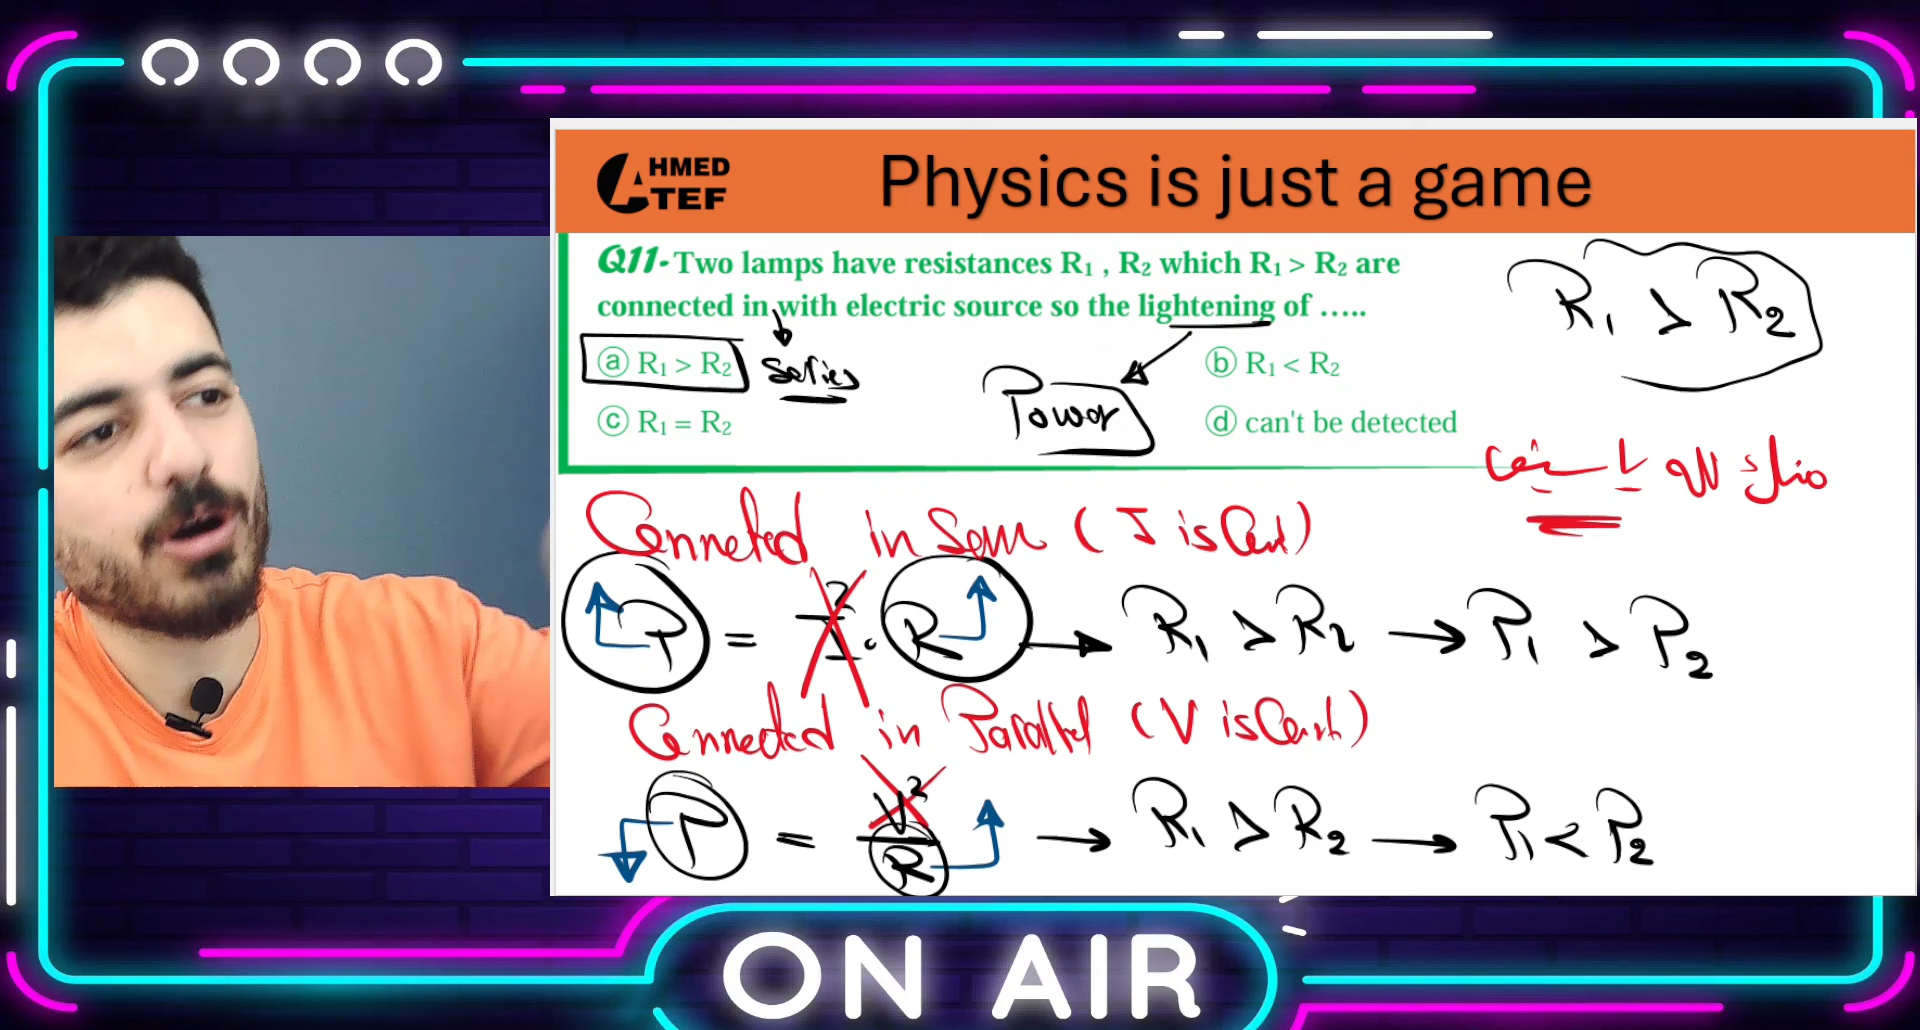 AHMED
ATEF
Physics is just a game
Q11- Two lamps have resistances R₁ , R₂ which R₁ > R₂ are
connected in with electric source so the lightening of .....
ⓐ R₁ > R₂
series
ⓑ R₁ < R₂
ⓒ R₁ = R₂
Power
ⓓ can't be detected
R₁ > R₂
Connected in (I is Const)
P = I² . R → R₁ > R₂ → P₁ > P₂
Connected in Parallel (V is Const)
P = V² / R → R₁ > R₂ → P₁ < P₂
ON AIR